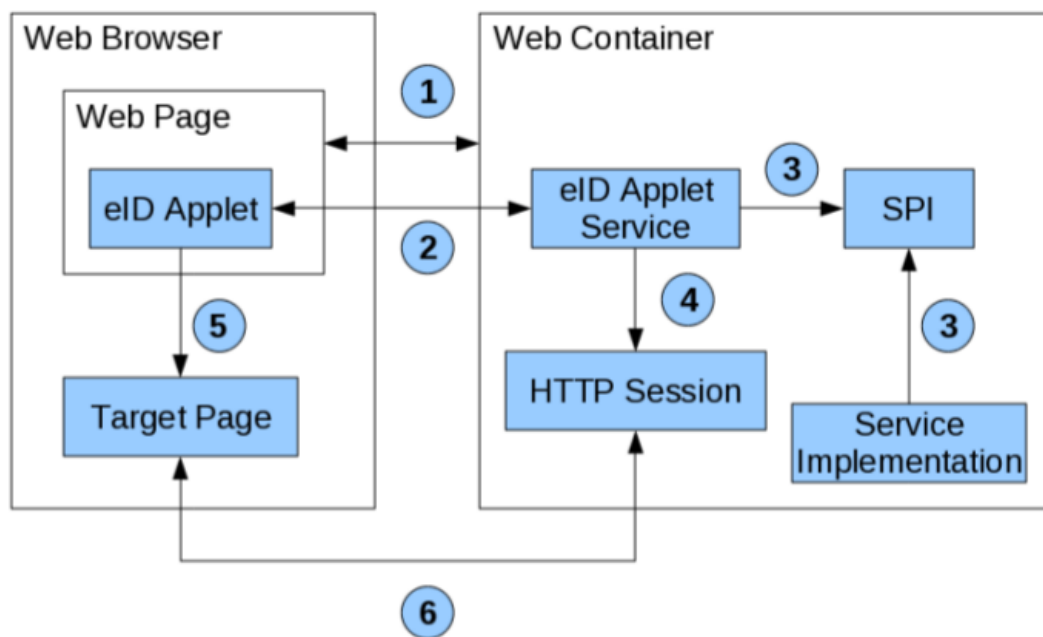 Web Browser
Web Container
1
Web Page
3
eID Applet
eID Applet
Service
SPI
2
4
5
3
HTTP Session
Target Page
Service
Implementation
6